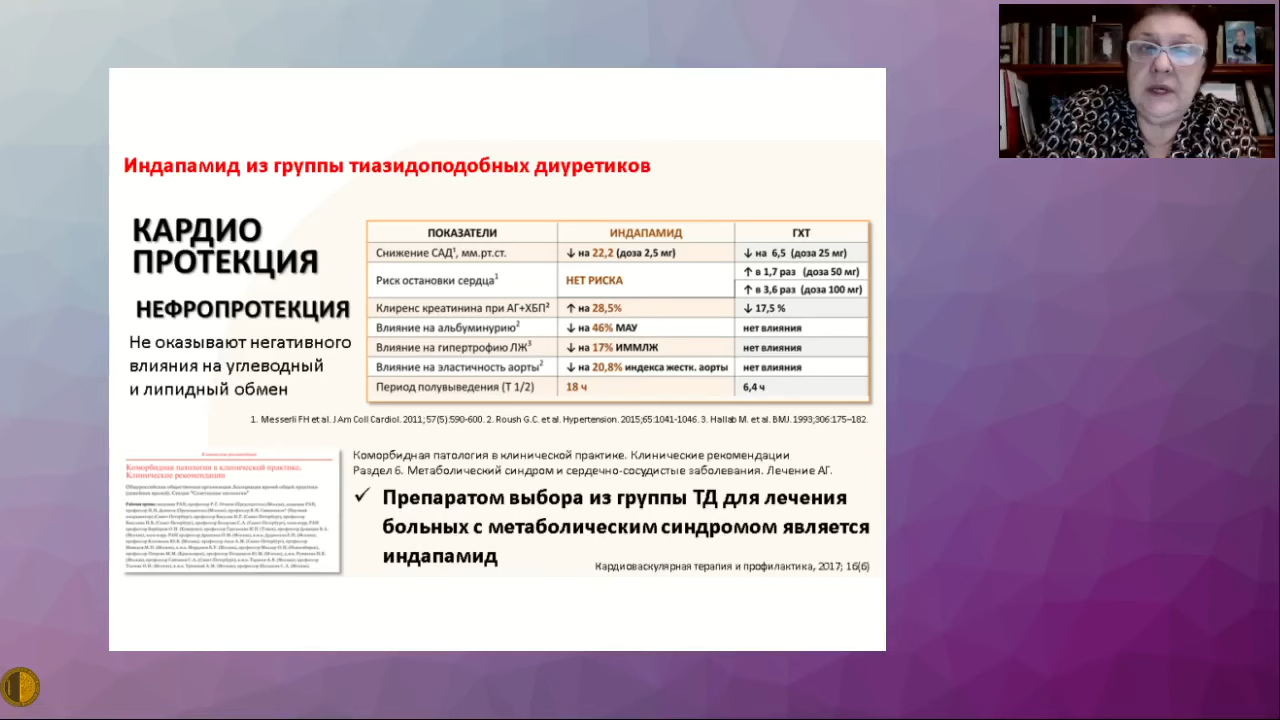 Индапамид из группы тиазидоподобных диуретиков
КАРДИО
ПРОТЕКЦИЯ
НЕФРОПРОТЕКЦИЯ
Не оказывают негативного
влияния на углеводный
и липидный обмен
ПОКАЗАТЕЛИ ИНДАПАМИД ГХТ
Снижение САД¹, мм.рт.ст. ↓ на 22,2 (доза 2,5 мг) ↓ на 6,5 (доза 25 мг)
Риск остановки сердца¹ НЕТ РИСКА ↑ в 1,7 раз (доза 50 мг)
↑ в 3,6 раз (доза 100 мг)
Клиренс креатинина при АГ+ХБП² ↑ на 28,5% ↓ 17,5 %
Влияние на альбуминурию² ↓ на 46% МАУ нет влияния
Влияние на гипертрофию ЛЖ³ ↓ на 17% ИММЛЖ нет влияния
Влияние на эластичность аорты² ↓ на 20,8% индекса жестк. аорты нет влияния
Период полувыведения (Т 1/2) 18 ч 6,4 ч
1. Messerli FH et al. J Am Coll Cardiol. 2011; 57(5):590-600. 2. Roush G.C. et al. Hypertension. 2015;65:1041-1046. 3. Hallab M. et al. BMJ. 1993;306:175–182.
Клинические рекомендации
Коморбидная патология в клинической практике.
Клинические рекомендации
Коморбидная патология в клинической практике. Клинические рекомендации
Раздел 6. Метаболический синдром и сердечно-сосудистые заболевания. Лечение АГ.
✓ Препаратом выбора из группы ТД для лечения
больных с метаболическим синдромом является
индапамид
Кардиоваскулярная терапия и профилактика, 2017; 16(6)